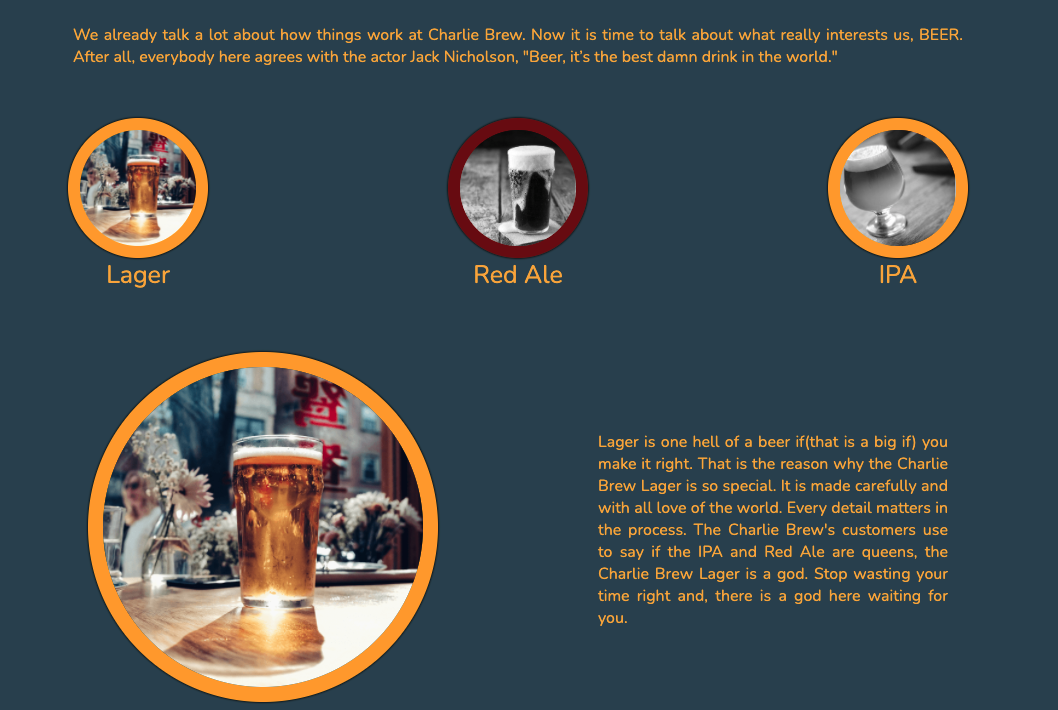 We already talk a lot about how things work at Charlie Brew. Now it is time to talk about what really interests us, BEER.
After all, everybody here agrees with the actor Jack Nicholson, "Beer, it's the best damn drink in the world."
Lager
Red Ale
IPA
Lager is one hell of a beer if(that is a big if) you
make it right. That is the reason why the Charlie
Brew Lager is so special. It is made carefully and
with all love of the world. Every detail matters in
the process. The Charlie Brew's customers use
to say if the IPA and Red Ale are queens, the
Charlie Brew Lager is a god. Stop wasting your
time right and, there is a god here waiting for
you.